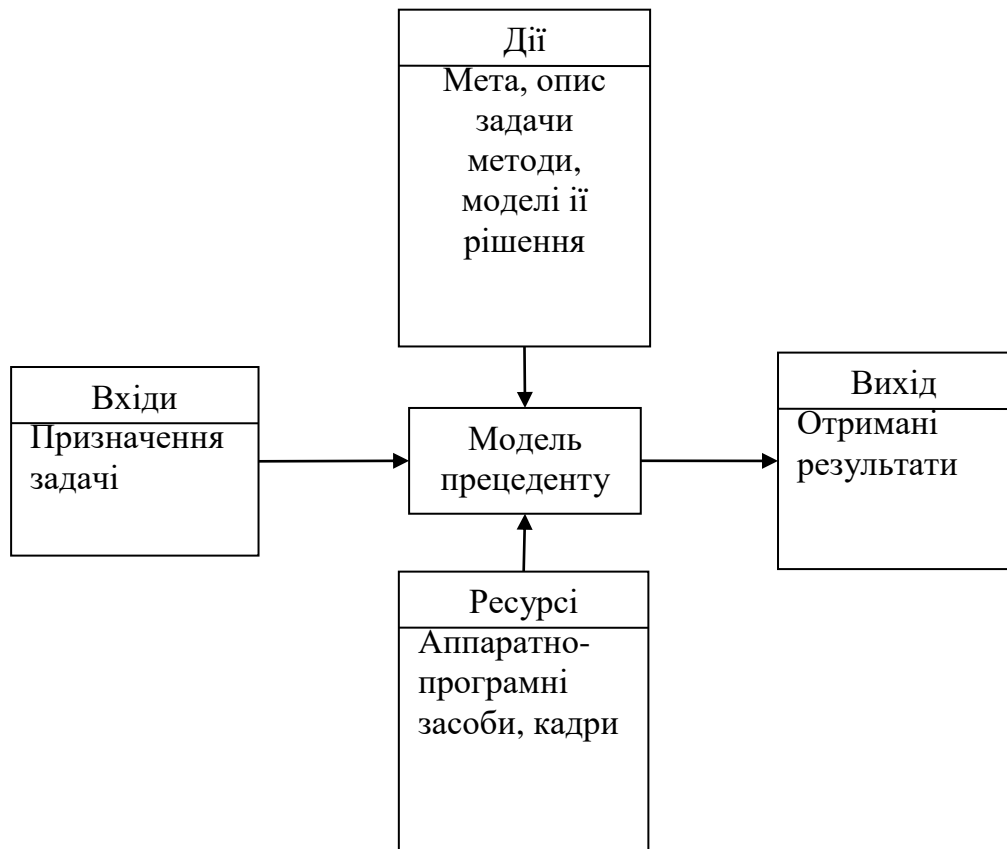 Дії
Мета, опис
задачи
методи,
моделі ії
рішення
Вхіди
Призначення
задачі
Модель
прецеденту
Вихід
Отримані
результати
Ресурсі
Аппаратно-
програмні
засоби, кадри